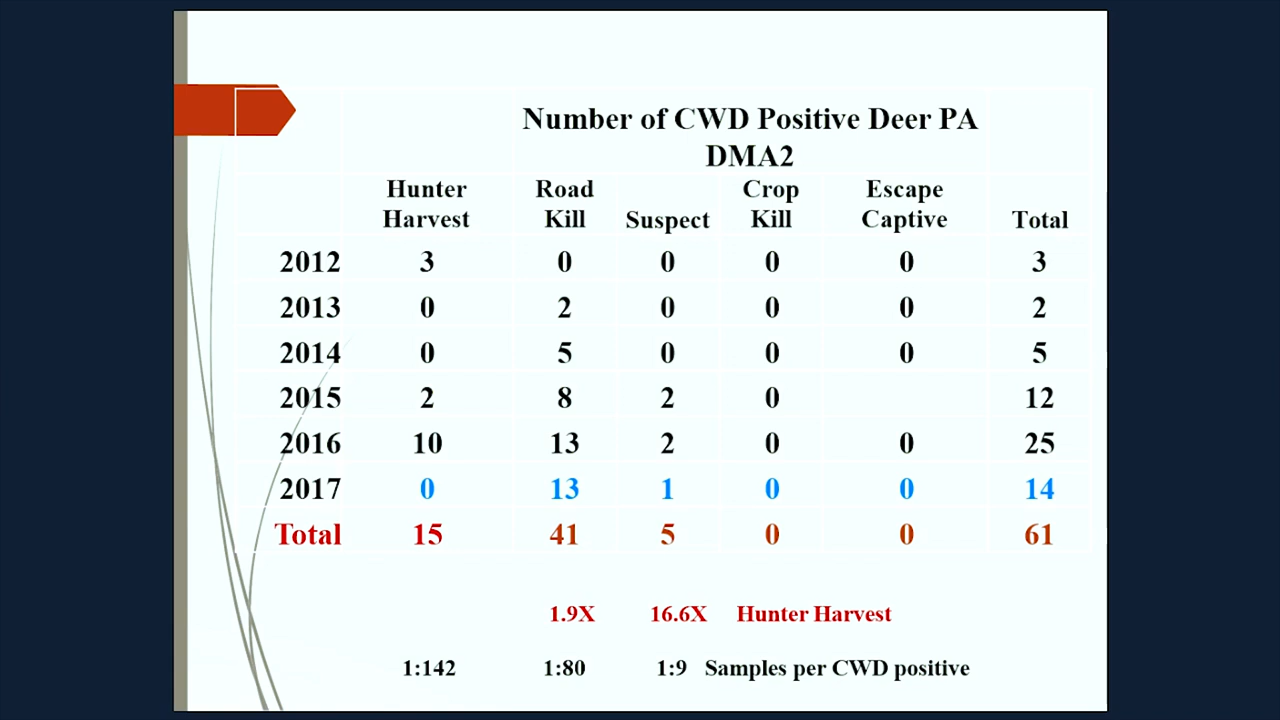 Number of CWD Positive Deer PA
DMA2
Hunter Harvest Road Kill Suspect Crop Kill Escape Captive Total
2012 3 0 0 0 0 3
2013 0 2 0 0 0 2
2014 0 5 0 0 0 5
2015 2 8 2 0 12
2016 10 13 2 0 0 25
2017 0 13 1 0 0 14
Total 15 41 5 0 0 61
1.9X 16.6X Hunter Harvest
1:142 1:80 1:9 Samples per CWD positive